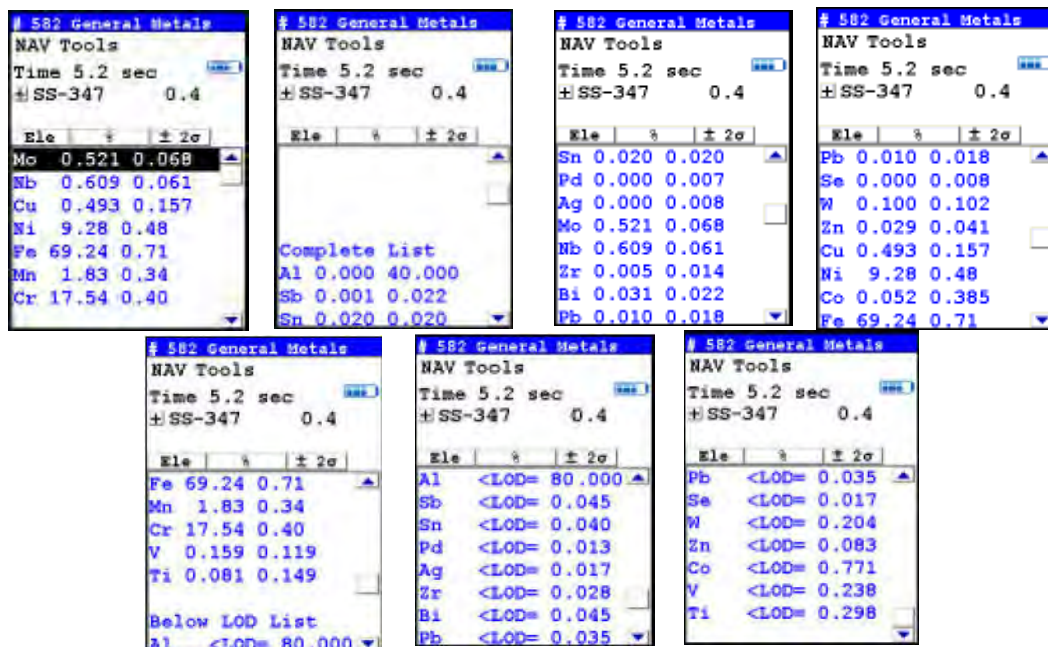 # 582 General Metals
NAV Tools
Time 5.2 sec
+ SS-347 0.4
Ele % ± 2σ
Mo 0.521 0.068
Nb 0.609 0.061
Cu 0.493 0.157
Ni 9.28 0.48
Fe 69.24 0.71
Mn 1.83 0.34
Cr 17.54 0.40
# 582 General Metals
NAV Tools
Time 5.2 sec
+ SS-347 0.4
Ele % ± 2σ
Complete List
Al 0.000 40.000
Sb 0.001 0.022
Sn 0.020 0.020
# 582 General Metals
NAV Tools
Time 5.2 sec
+ SS-347 0.4
Ele % ± 2σ
Sn 0.020 0.020
Pd 0.000 0.007
Ag 0.000 0.008
Mo 0.521 0.068
Nb 0.609 0.061
Zr 0.005 0.014
Bi 0.031 0.022
Pb 0.010 0.018
# 582 General Metals
NAV Tools
Time 5.2 sec
+ SS-347 0.4
Ele % ± 2σ
Pb 0.010 0.018
Se 0.000 0.008
W 0.100 0.102
Zn 0.029 0.041
Cu 0.493 0.157
Ni 9.28 0.48
Co 0.052 0.385
Fe 69.24 0.71
# 582 General Metals
NAV Tools
Time 5.2 sec
+ SS-347 0.4
Ele % ± 2σ
Fe 69.24 0.71
Mn 1.83 0.34
Cr 17.54 0.40
V 0.159 0.119
Ti 0.081 0.149
Below LOD List
Al <LOD= 80.000
# 582 General Metals
NAV Tools
Time 5.2 sec
+ SS-347 0.4
Ele % ± 2σ
Al <LOD= 80.000
Sb <LOD= 0.045
Sn <LOD= 0.040
Pd <LOD= 0.013
Ag <LOD= 0.017
Zr <LOD= 0.028
Bi <LOD= 0.045
Pb <LOD= 0.035
# 582 General Metals
NAV Tools
Time 5.2 sec
+ SS-347 0.4
Ele % ± 2σ
Pb <LOD= 0.035
Se <LOD= 0.017
W <LOD= 0.204
Zn <LOD= 0.083
Co <LOD= 0.771
V <LOD= 0.238
Ti <LOD= 0.298